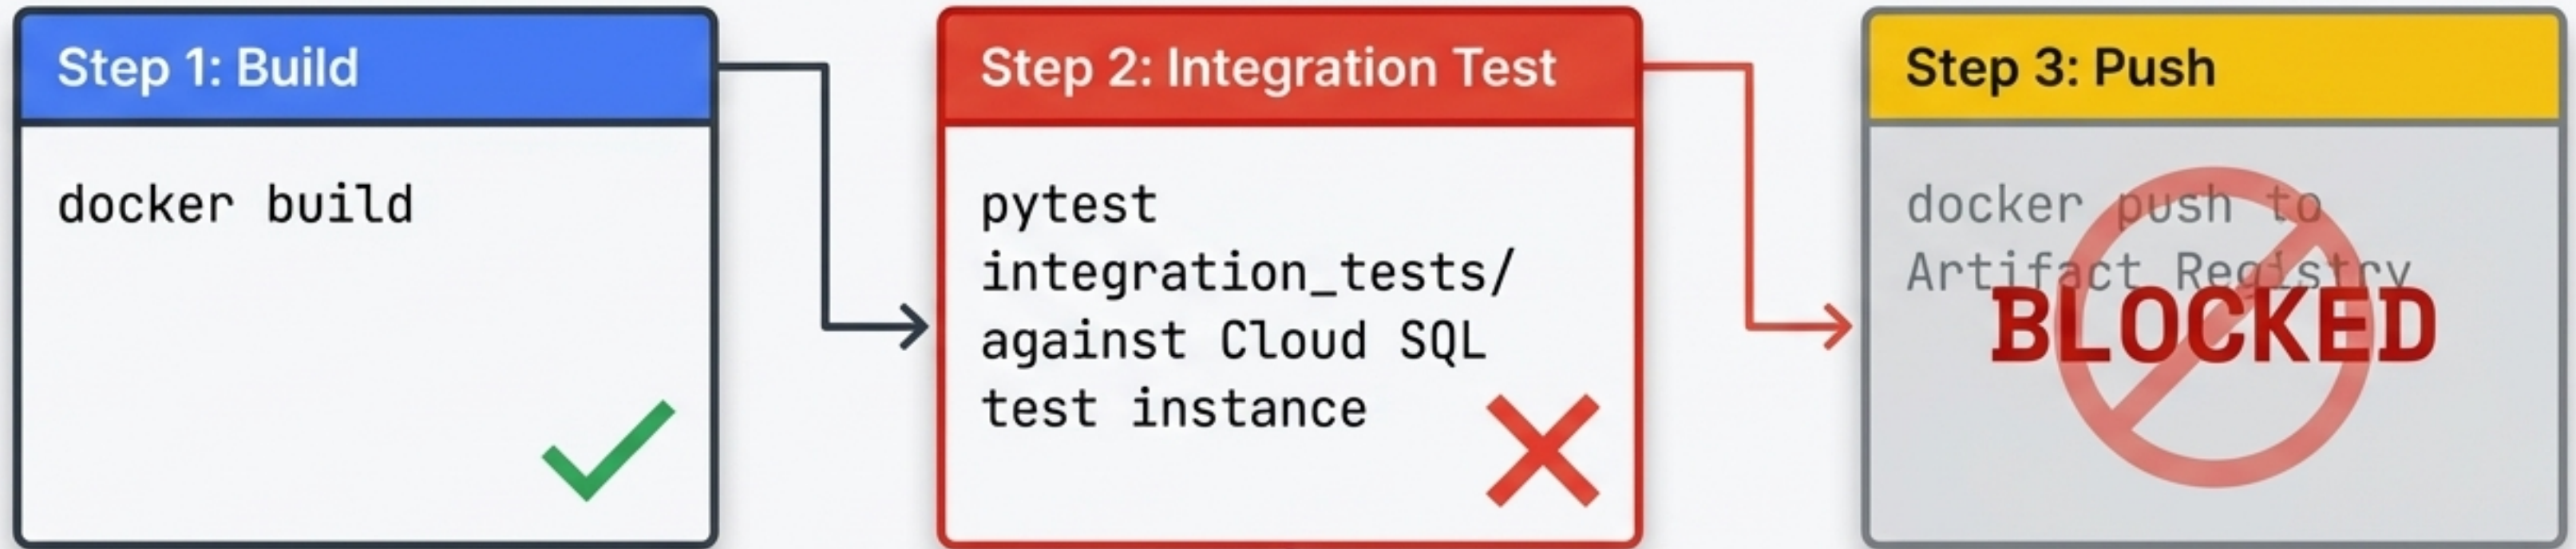 Step 1: Build
docker build
Step 2: Integration Test
pytest
integration_tests/
against Cloud SQL
test instance
Step 3: Push
docker push to
Artifact Registry
BLOCKED